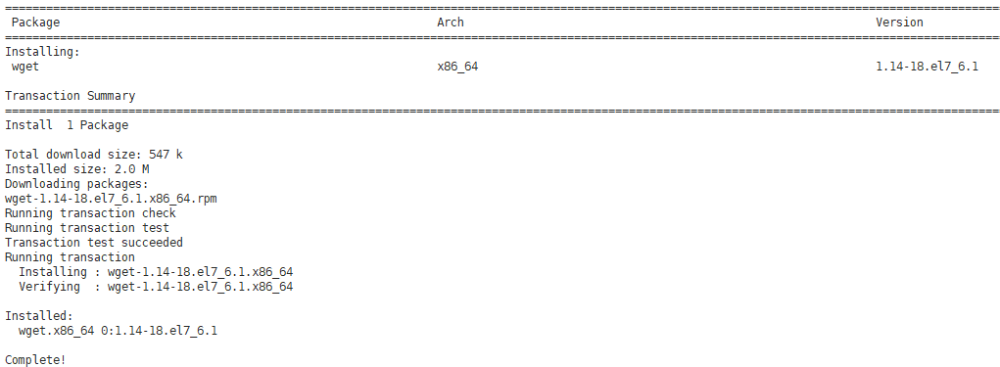 ================================================================================
Package Arch Version
================================================================================
Installing:
wget x86_64 1.14-18.el7_6.1
Transaction Summary
================================================================================
Install  1 Package
Total download size: 547 k
Installed size: 2.0 M
Downloading packages:
wget-1.14-18.el7_6.1.x86_64.rpm
Running transaction check
Running transaction test
Transaction test succeeded
Running transaction
  Installing : wget-1.14-18.el7_6.1.x86_64
  Verifying  : wget-1.14-18.el7_6.1.x86_64
Installed:
  wget.x86_64 0:1.14-18.el7_6.1
Complete!